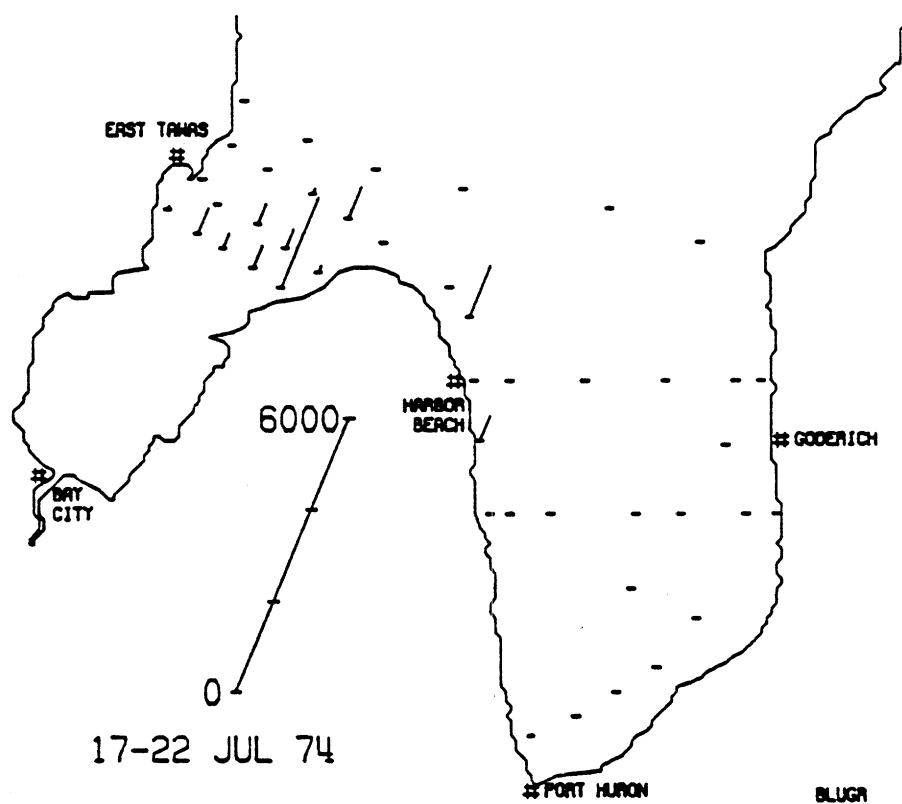 EAST TAWAS
6000
HARBOR
BEACH
GODERICH
BAY
CITY
0
17-22 JUL 74
PORT HURON
BLUGR